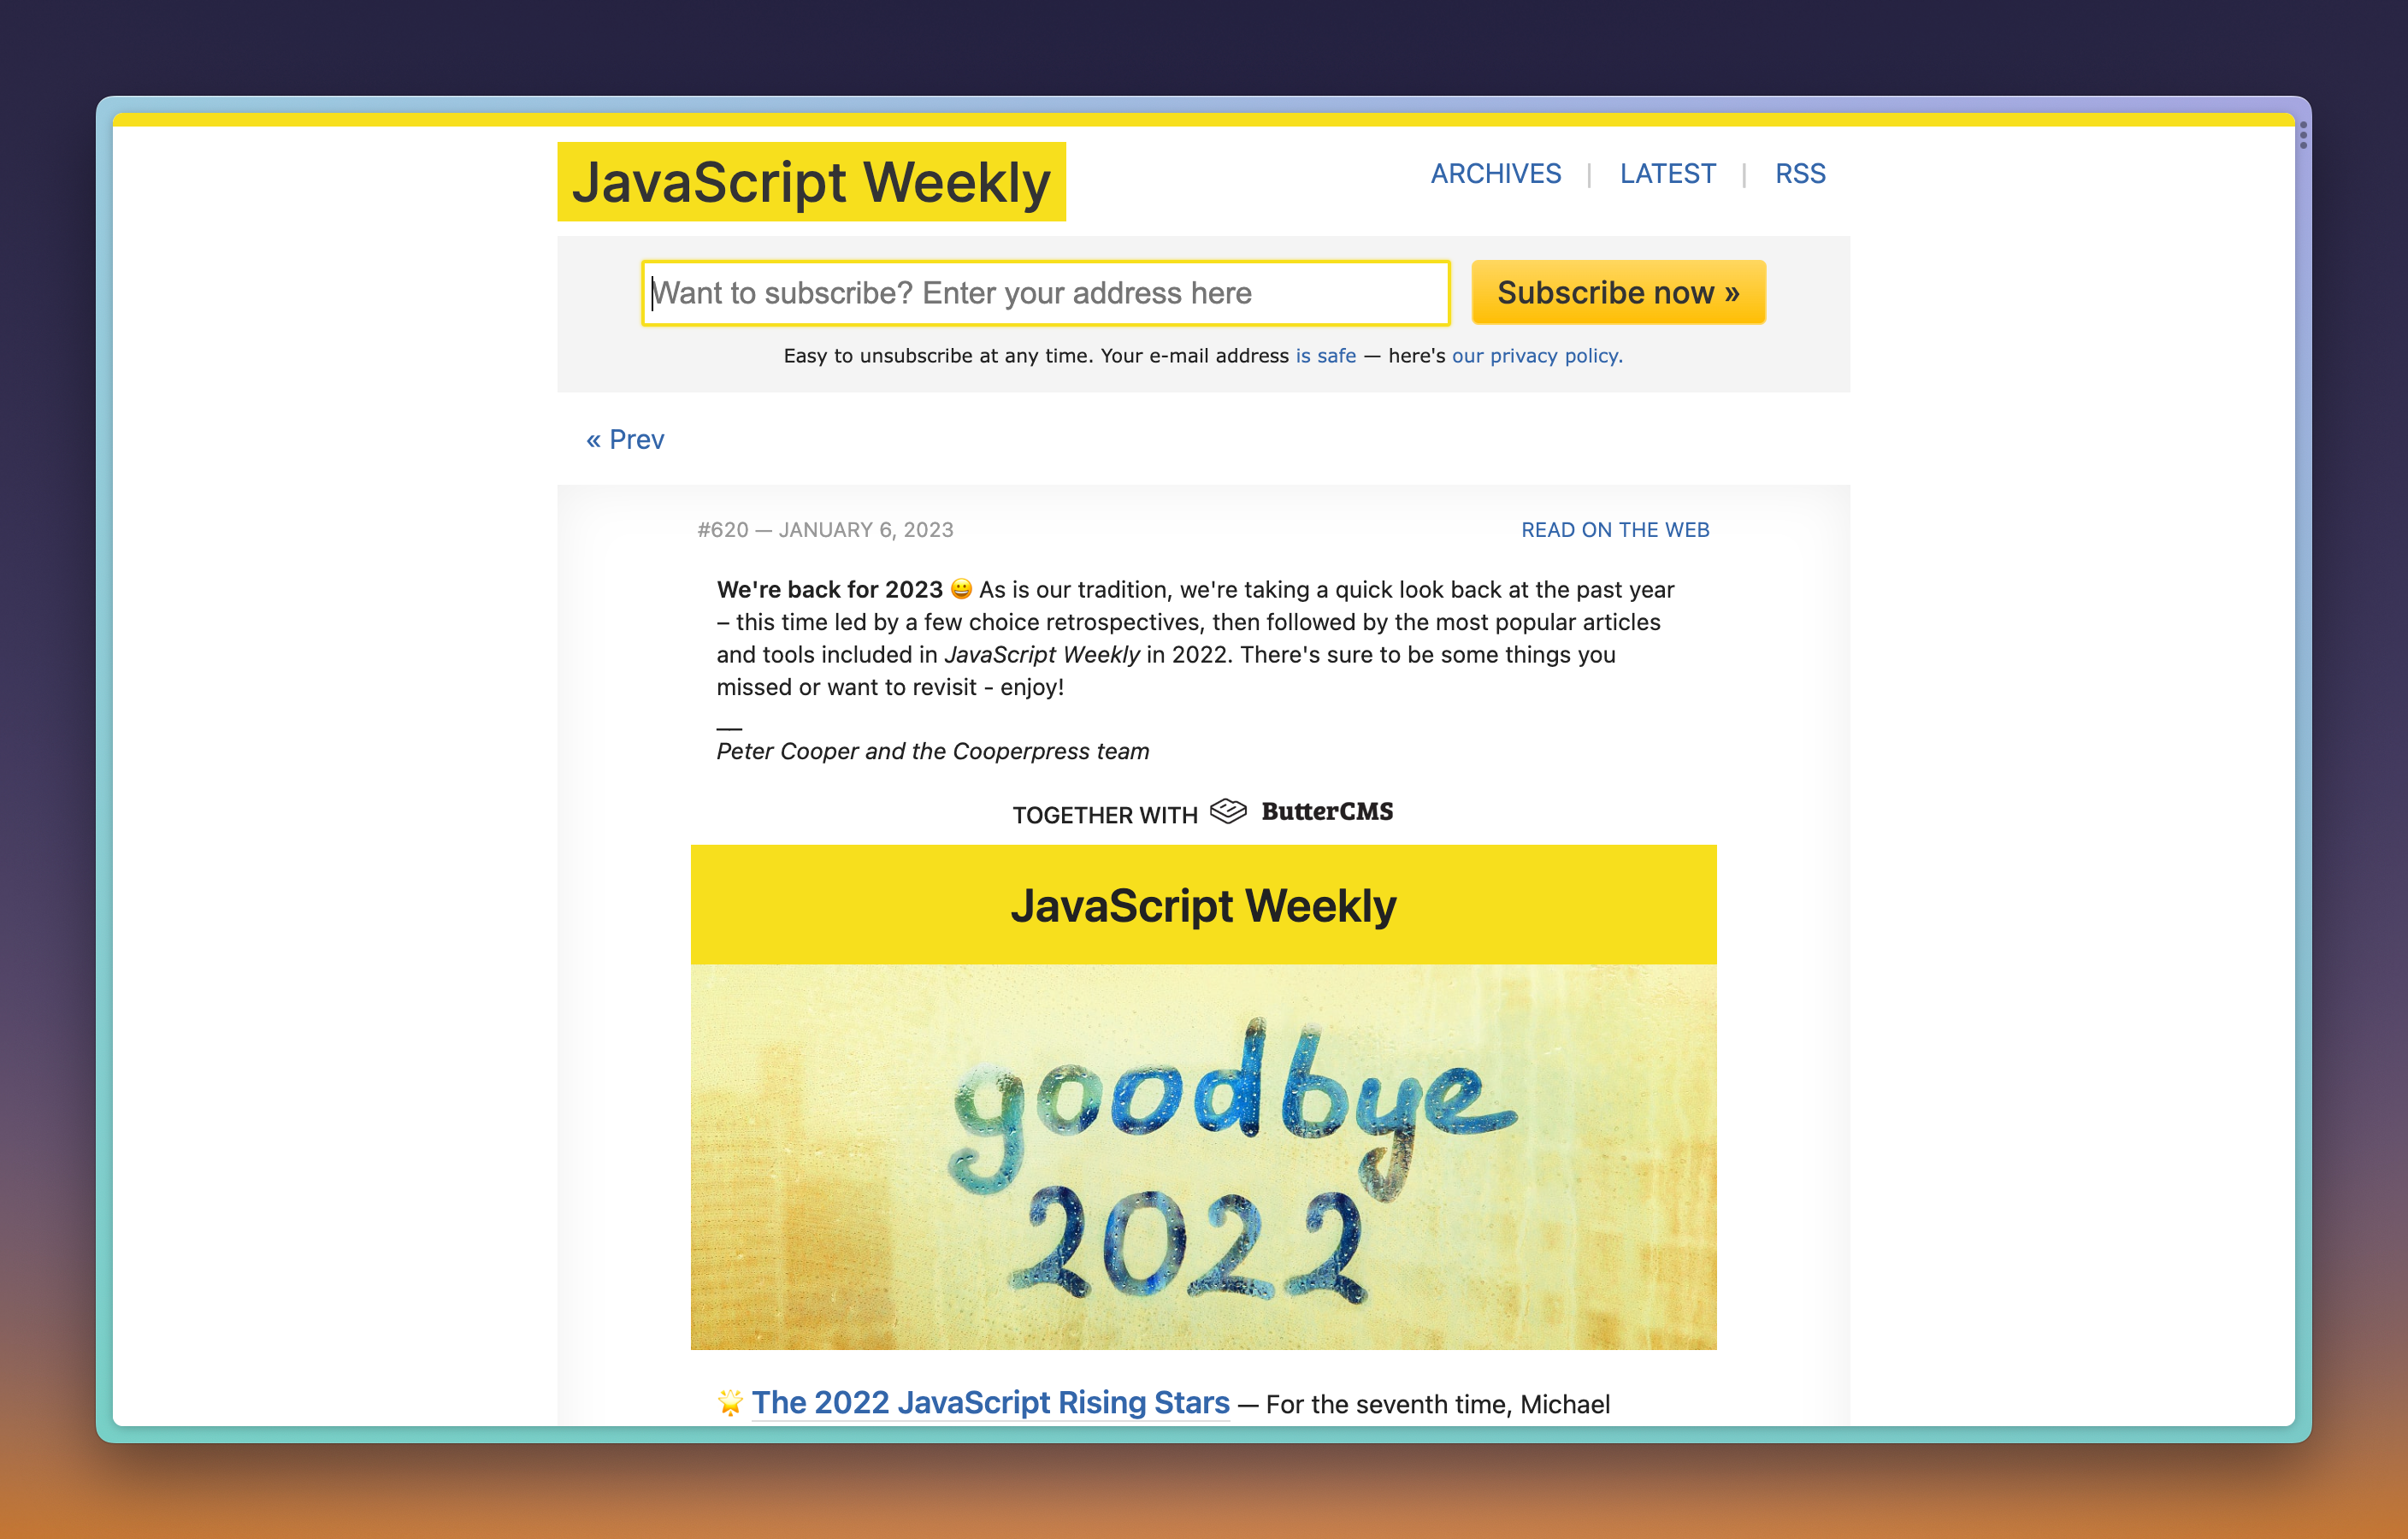 JavaScript Weekly
ARCHIVES | LATEST | RSS
Want to subscribe? Enter your address here
Subscribe now »
Easy to unsubscribe at any time. Your e-mail address is safe — here's our privacy policy.
« Prev
#620 — JANUARY 6, 2023
READ ON THE WEB
We're back for 2023 😀 As is our tradition, we're taking a quick look back at the past year
– this time led by a few choice retrospectives, then followed by the most popular articles
and tools included in JavaScript Weekly in 2022. There's sure to be some things you
missed or want to revisit - enjoy!
__
Peter Cooper and the Cooperpress team
TOGETHER WITH ButterCMS
JavaScript Weekly
goodbye
2022
🌟 The 2022 JavaScript Rising Stars — For the seventh time, Michael